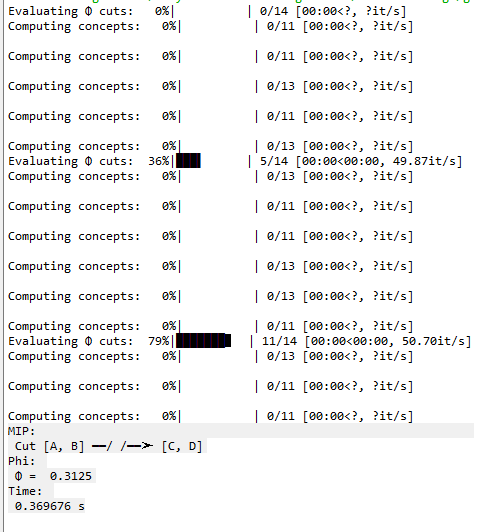 Evaluating Φ cuts:   0%|          | 0/14 [00:00<?, ?it/s]
Computing concepts:   0%|          | 0/11 [00:00<?, ?it/s]
Computing concepts:   0%|          | 0/11 [00:00<?, ?it/s]
Computing concepts:   0%|          | 0/13 [00:00<?, ?it/s]
Computing concepts:   0%|          | 0/11 [00:00<?, ?it/s]
Computing concepts:   0%|          | 0/13 [00:00<?, ?it/s]
Evaluating Φ cuts:  36%|███▌      | 5/14 [00:00<00:00, 49.87it/s]
Computing concepts:   0%|          | 0/13 [00:00<?, ?it/s]
Computing concepts:   0%|          | 0/11 [00:00<?, ?it/s]
Computing concepts:   0%|          | 0/11 [00:00<?, ?it/s]
Computing concepts:   0%|          | 0/13 [00:00<?, ?it/s]
Computing concepts:   0%|          | 0/13 [00:00<?, ?it/s]
Computing concepts:   0%|          | 0/11 [00:00<?, ?it/s]
Evaluating Φ cuts:  79%|███████▊  | 11/14 [00:00<00:00, 50.70it/s]
Computing concepts:   0%|          | 0/13 [00:00<?, ?it/s]
Computing concepts:   0%|          | 0/11 [00:00<?, ?it/s]
Computing concepts:   0%|          | 0/11 [00:00<?, ?it/s]
MIP:
Cut [A, B] ━━/ /━━➤ [C, D]
Phi:
Φ =  0.3125
Time:
0.369676 s